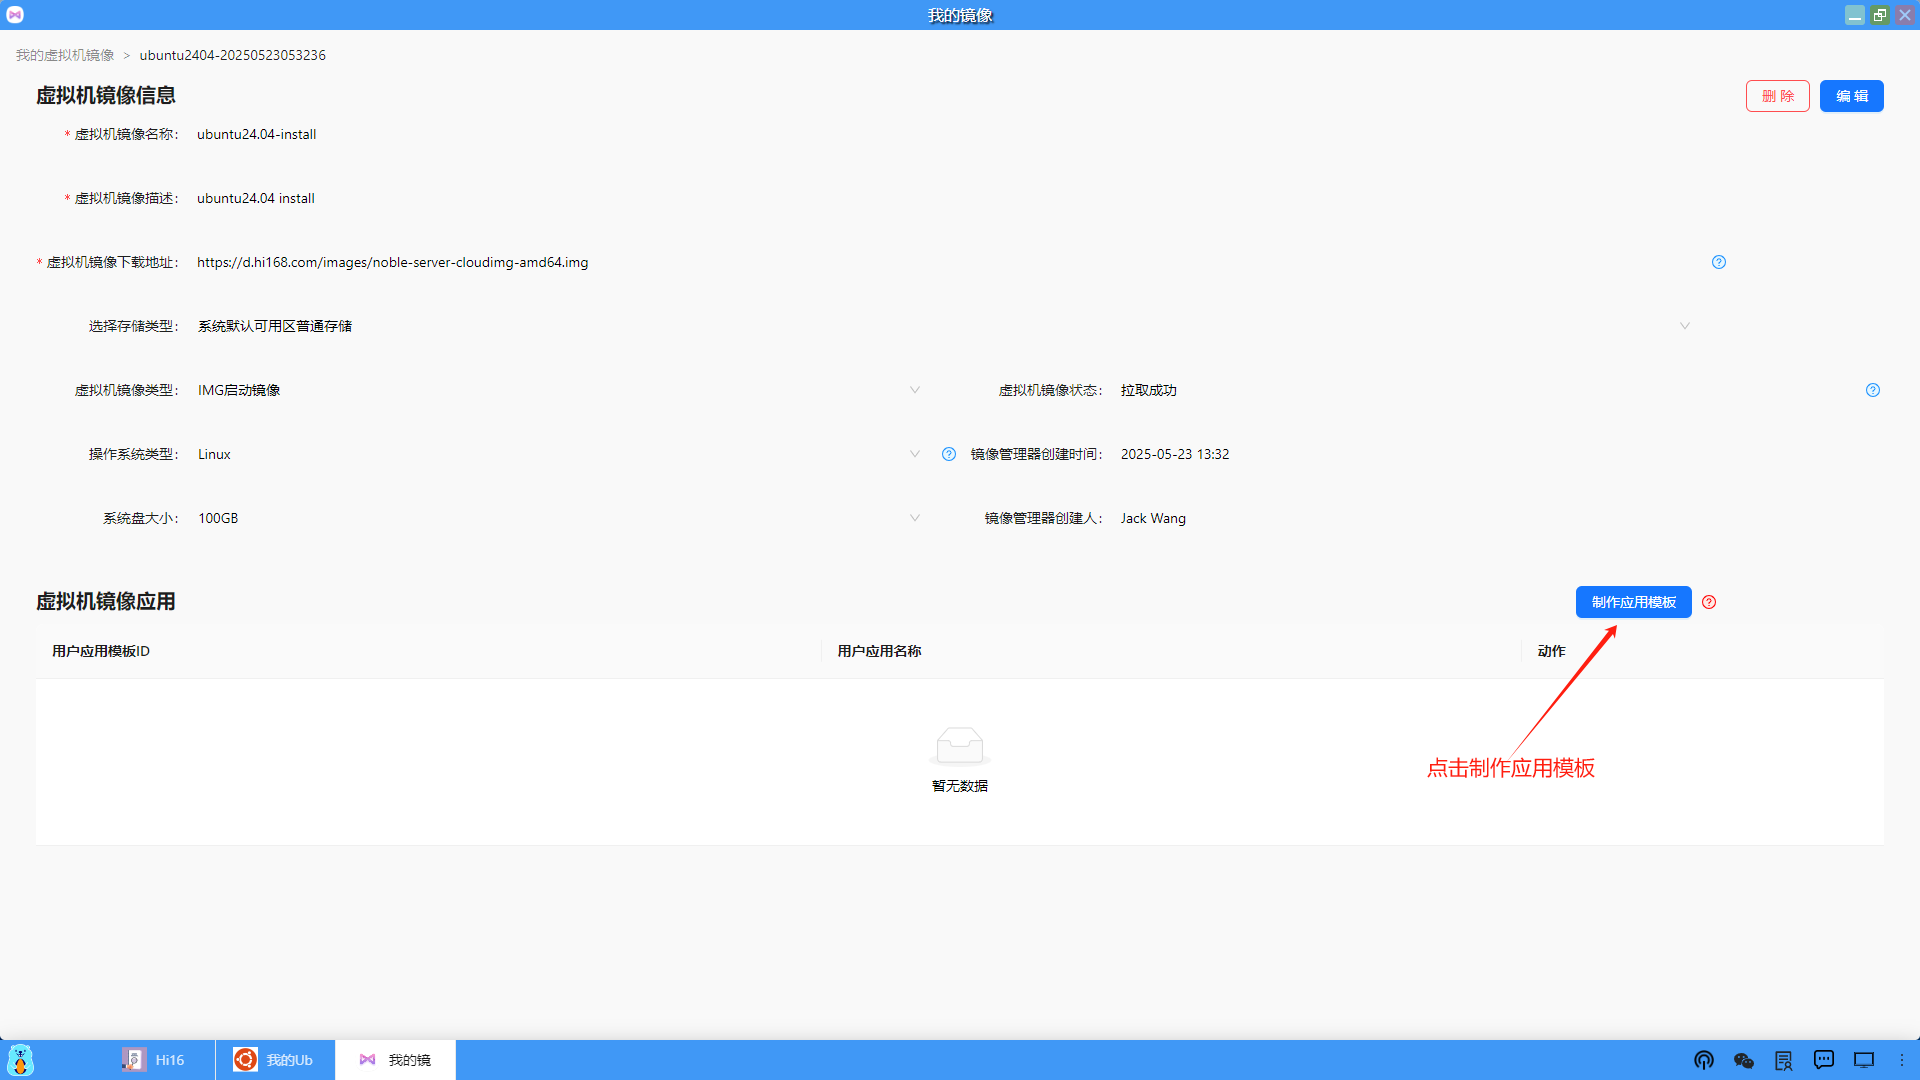 我的镜像
我的虚拟机镜像 > ubuntu2404-20250523053236
虚拟机镜像信息
删 除
编 辑
* 虚拟机镜像名称： ubuntu24.04-install
* 虚拟机镜像描述： ubuntu24.04 install
* 虚拟机镜像下载地址： https://d.hi168.com/images/noble-server-cloudimg-amd64.img
选择存储类型： 系统默认可用区普通存储
虚拟机镜像类型： IMG启动镜像
虚拟机镜像状态： 拉取成功
操作系统类型： Linux
镜像管理器创建时间： 2025-05-23 13:32
系统盘大小： 100GB
镜像管理器创建人： Jack Wang
虚拟机镜像应用
制作应用模板
用户应用模板ID
用户应用名称
动作
暂无数据
点击制作应用模板
Hi16
我的Ub
我的镜